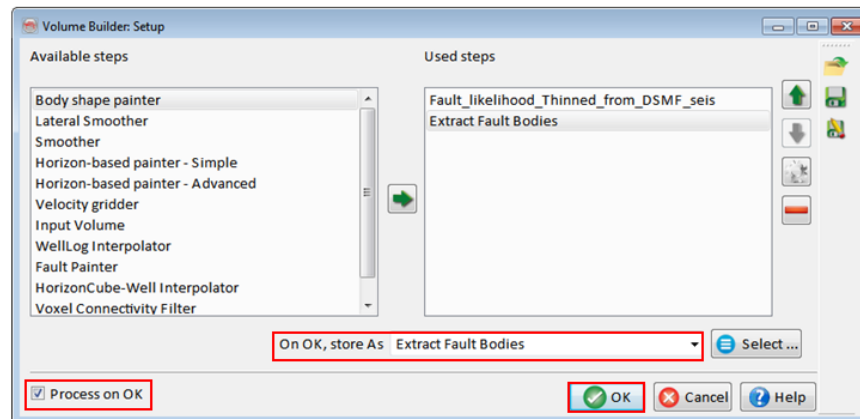 Volume Builder: Setup
Available steps
Used steps
Body shape painter
Lateral Smoother
Smoother
Horizon-based painter - Simple
Horizon-based painter - Advanced
Velocity gridder
Input Volume
WellLog Interpolator
Fault Painter
HorizonCube-Well Interpolator
Voxel Connectivity Filter
Fault_likelihood_Thinned_from_DSMF_seis
Extract Fault Bodies
On OK, store As Extract Fault Bodies Select ...
Process on OK OK Cancel Help